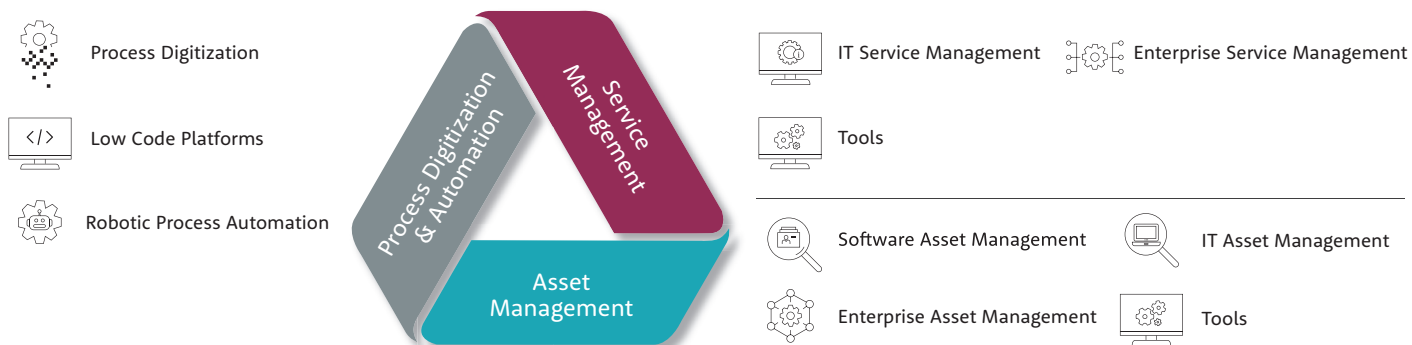 Process Digitization
</>
Low Code Platforms
Robotic Process Automation
Process Digitization
& Automation
Service
Management
Asset
Management
IT Service Management
Enterprise Service Management
Tools
Software Asset Management
IT Asset Management
Enterprise Asset Management
Tools